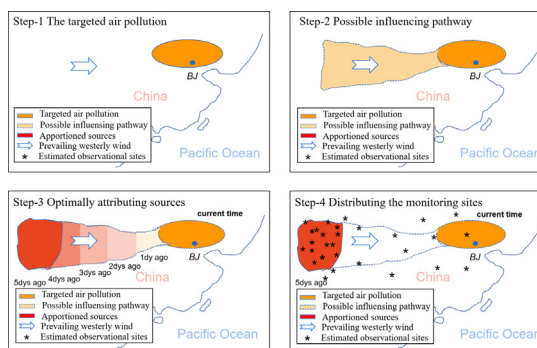 Step-1 The targeted air pollution
BJ
China
Targeted air pollution
Possible influensing pathway
Apportioned sources
Prevailing westerly wind
Estimated observational sites
Pacific Ocean
Step-2 Possible influencing pathway
BJ
China
Targeted air pollution
Possible influensing pathway
Apportioned sources
Prevailing westerly wind
Estimated observational sites
Pacific Ocean
Step-3 Optimally attributing sources
current time
BJ
1dy ago
2dys ago
3dys ago
4dys ago
5dys ago
China
Targeted air pollution
Possible influensing pathway
Apportioned sources
Prevailing westerly wind
Estimated observational sites
Pacific Ocean
Step-4 Distributing the monitoring sites
current time
BJ
5dys ago
China
Targeted air pollution
Possible influensing pathway
Apportioned sources
Prevailing westerly wind
Estimated observational sites
Pacific Ocean